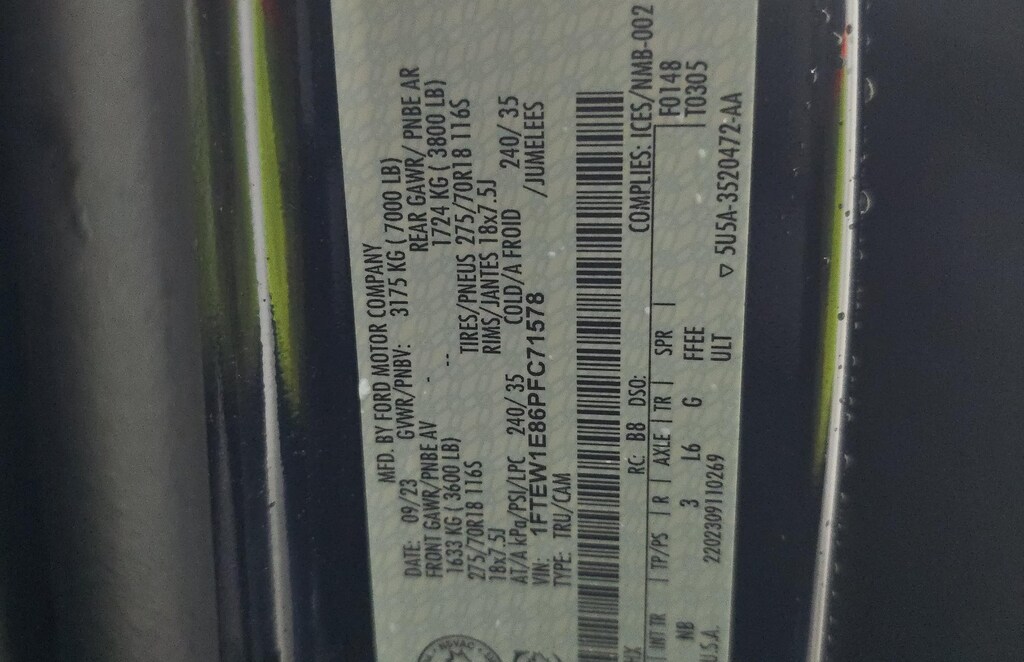 MFD. BY FORD MOTOR COMPANY
DATE: 09/23 GVWR/PNBV: 3175 KG ( 7000 LB)
FRONT GAWR/PNBE AV - -- REAR GAWR/ PNBE AR
1633 KG ( 3600 LB) 1724 KG ( 3800 LB)
275/70R18 116S TIRES/PNEUS 275/70R18 116S
18x7.5J RIMS/JANTES 18x7.5J
AT/A kPa/PSI/LPC 240/ 35 COLD/A FROID 240/ 35
VIN: 1FTEW1E86PFC71578 /JUMELEES
TYPE: TRU/CAM
RC: B8 DSO: COMPLIES: ICES/NMB-002
INT TR | TP/PS | R | AXLE | TR | SPR | F0148
NB 3 L6 G FFEE T0305
U.S.A. 2202309110269 ULT ▽ 5U5A-3520472-AA